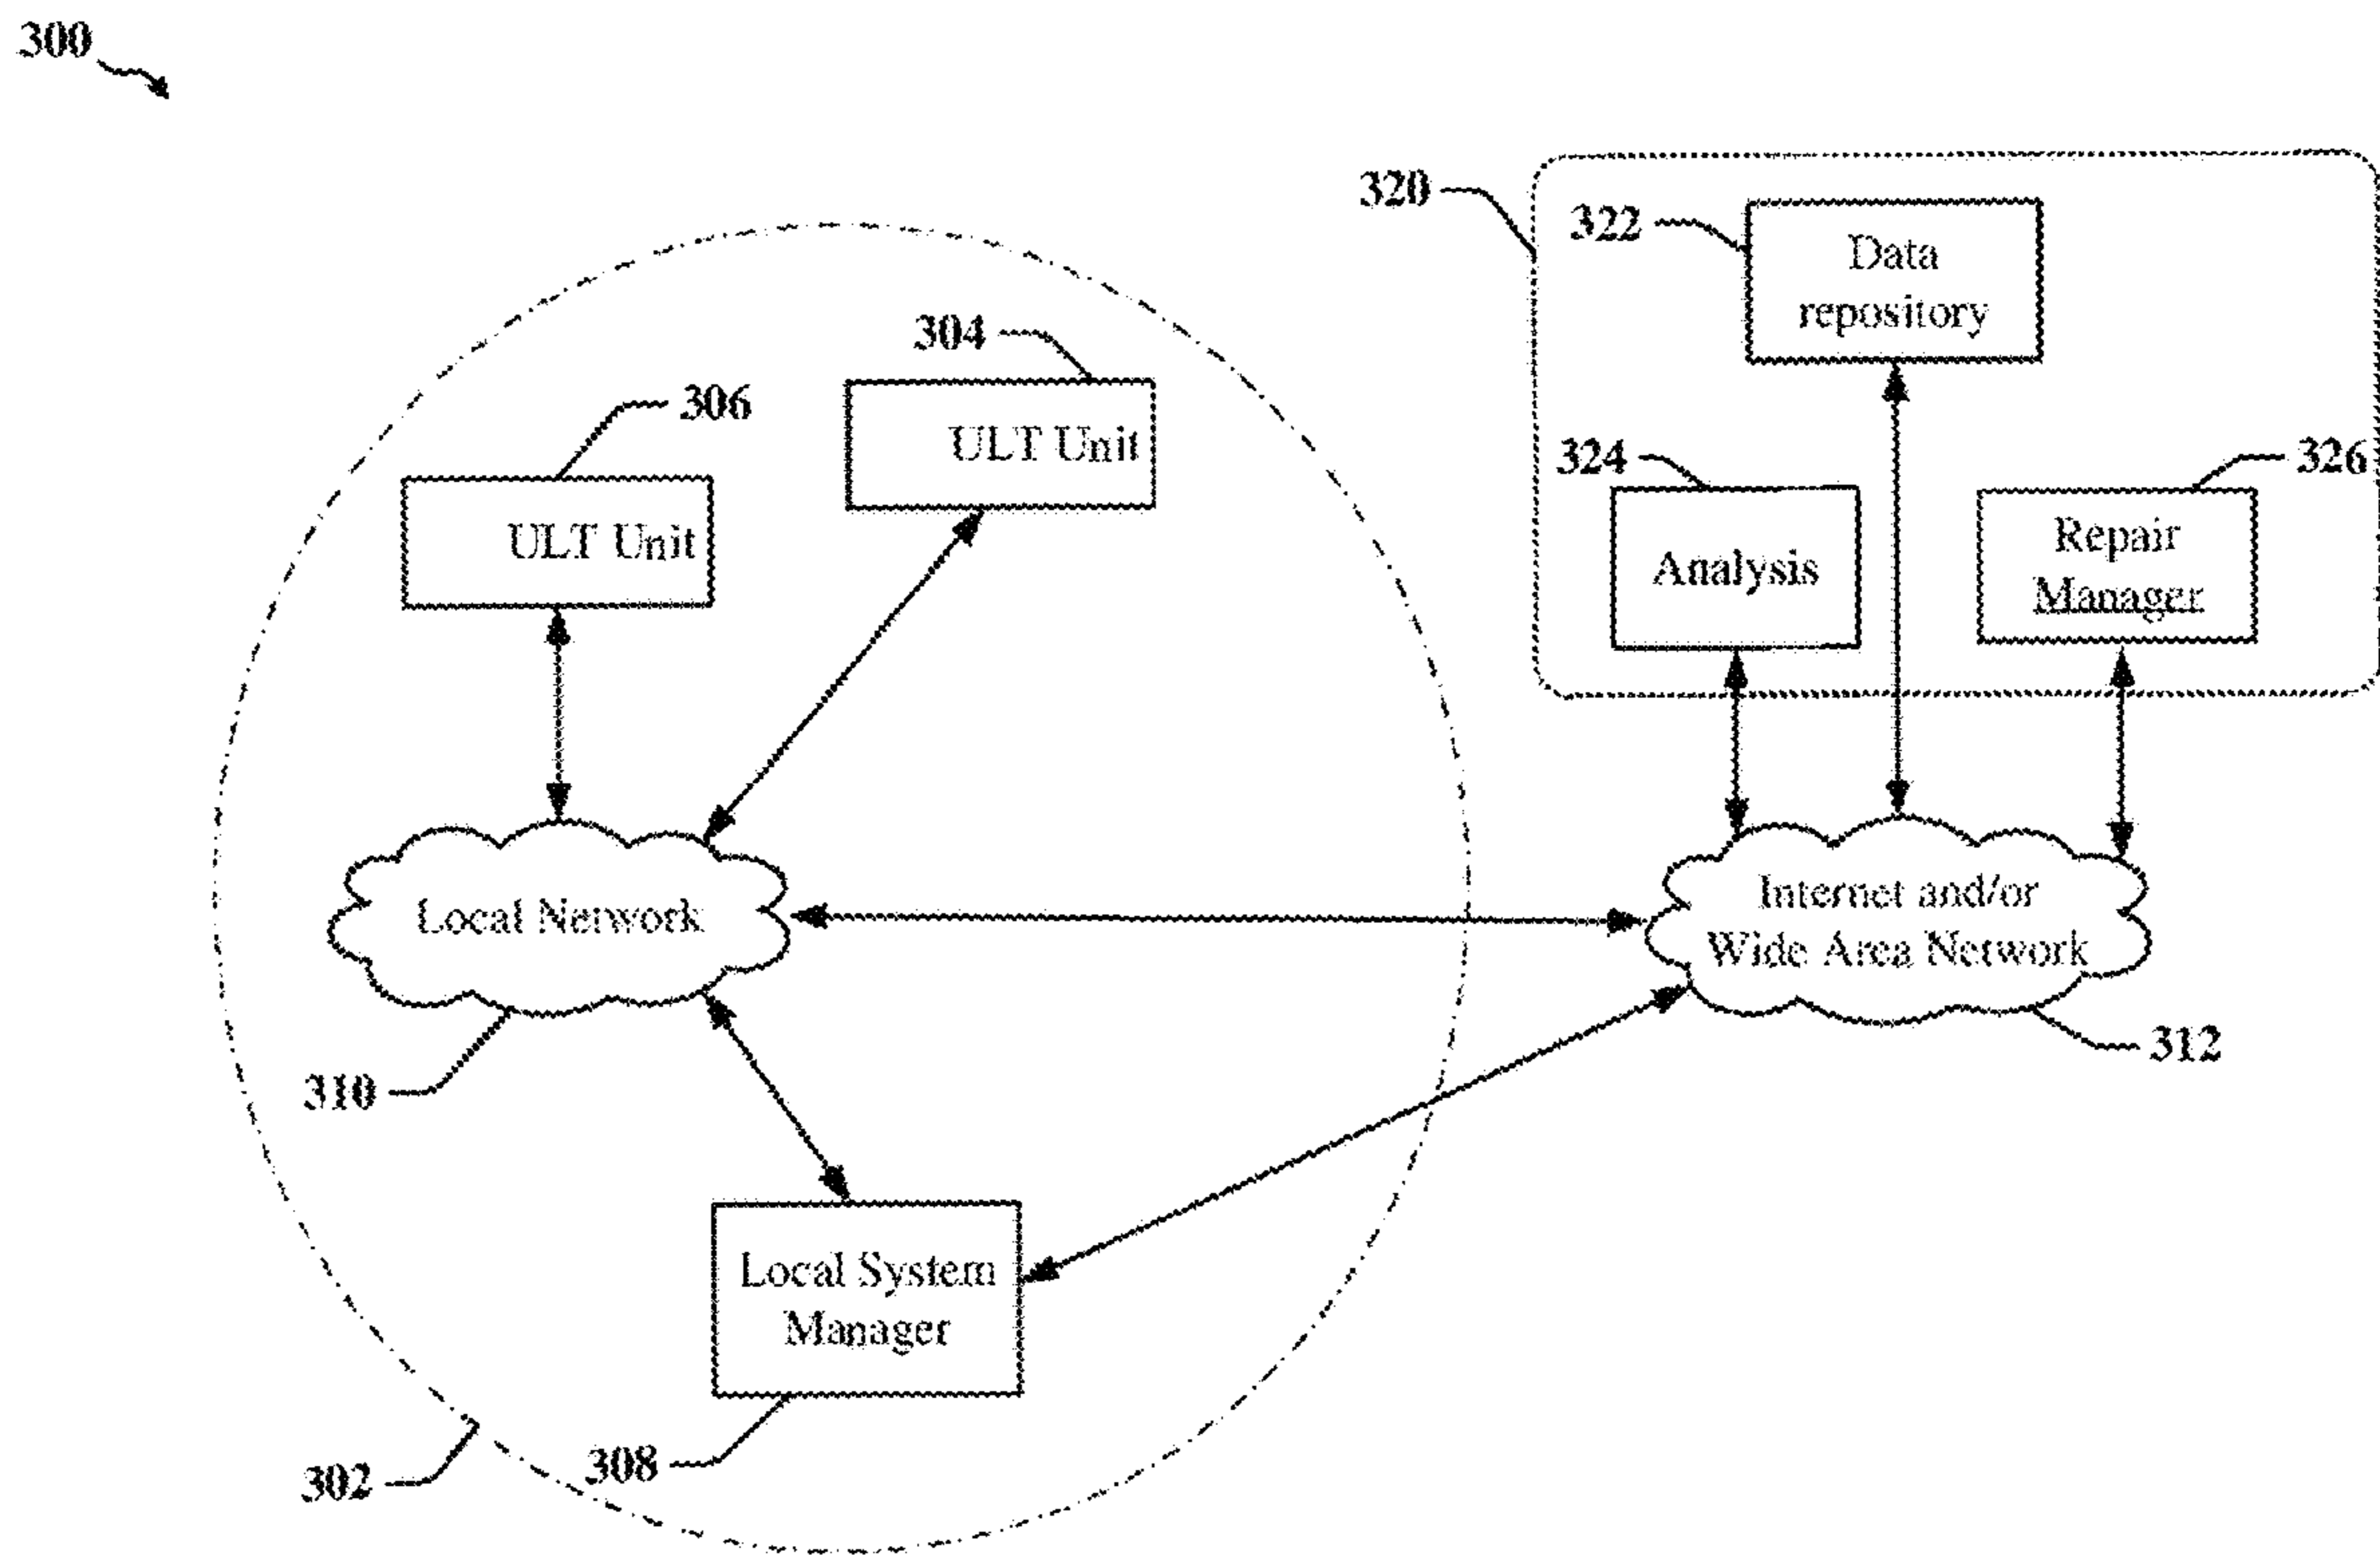 300
320
322
Data
repository
304
ULT Unit
306
ULT Unit
324
Analysis
326
Repair
Manager
Local Network
Internet and/or
Wide Area Network
310
312
Local System
Manager
308
302